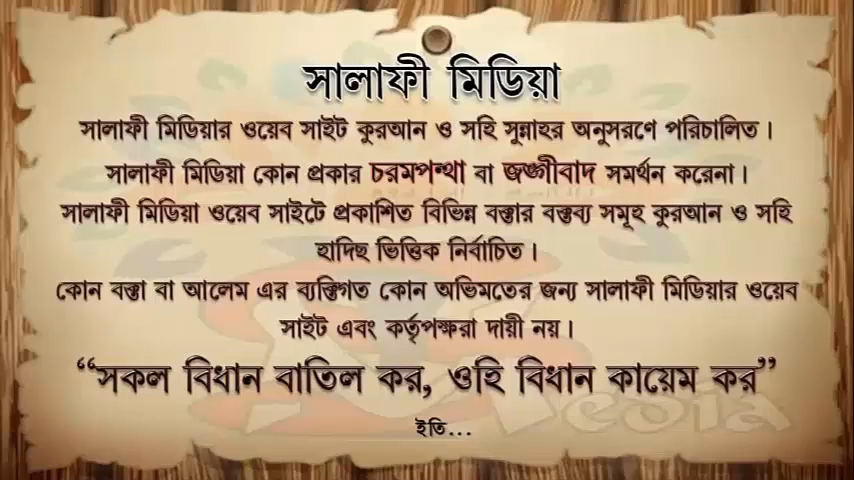 সালাফী মিডিয়া
সালাফী মিডিয়ার ওয়েব সাইট কুরআন ও সহি সুন্নাহর অনুসরণে পরিচালিত।
সালাফী মিডিয়া কোন প্রকার চরমপন্থা বা জঙ্গীবাদ সমর্থন করেনা।
সালাফী মিডিয়া ওয়েব সাইটে প্রকাশিত বিভিন্ন বক্তার বক্তব্য সমূহ কুরআন ও সহি
হাদিছ ভিত্তিক নির্বাচিত।
কোন বক্তা বা আলেম এর ব্যক্তিগত কোন অভিমতের জন্য সালাফী মিডিয়ার ওয়েব
সাইট এবং কর্তৃপক্ষরা দায়ী নয়।
“সকল বিধান বাতিল কর, ওহি বিধান কায়েম কর”
ইতি...